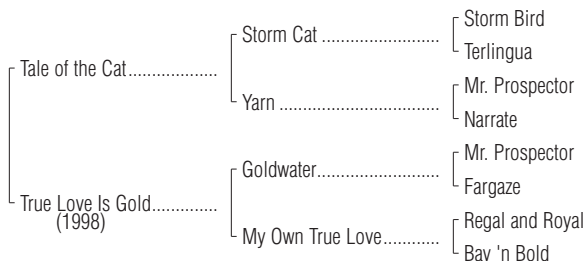 Storm Bird
Storm Cat ................................
Terlingua
Tale of the Cat..................
Mr. Prospector
Yarn ..........................................
Narrate
Mr. Prospector
Goldwater................................
Fargaze
True Love Is Gold.............
(1998)
Regal and Royal
My Own True Love...........
Bay 'n Bold